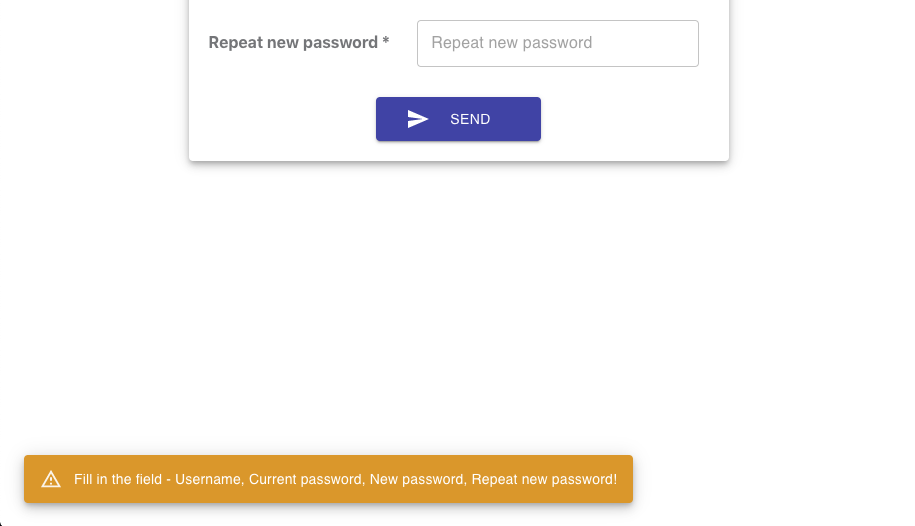 Repeat new password *
Repeat new password
SEND
Fill in the field - Username, Current password, New password, Repeat new password!